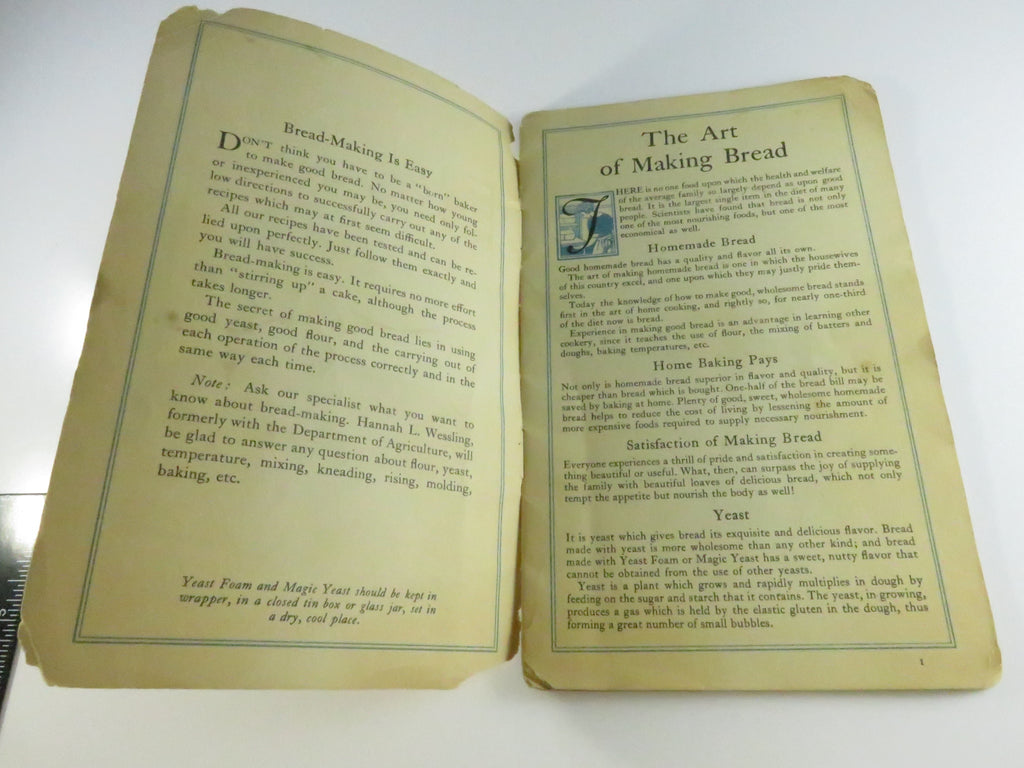 Bread-Making Is Easy
DON'T think you have to be a "born" baker
to make good bread. No matter how young
or inexperienced you may be, you need only fol-
low directions to successfully carry out any of the
recipes which may at first seem difficult.
All our recipes have been tested and can be re-
lied upon perfectly. Just follow them exactly and
you will have success.
Bread-making is easy. It requires no more effort
than "stirring up" a cake, although the process
takes longer.
The secret of making good bread lies in using
good yeast, good flour, and the carrying out of
each operation of the process correctly and in the
same way each time.
Note: Ask our specialist what you want to
know about bread-making. Hannah L. Wessling,
formerly with the Department of Agriculture, will
be glad to answer any question about flour, yeast,
temperature, mixing, kneading, rising, molding,
baking, etc.
Yeast Foam and Magic Yeast should be kept in
wrapper, in a closed tin box or glass jar, set in
a dry, cool place.
The Art
of Making Bread
THERE is no one food upon which the health and welfare
of the average family so largely depend as upon good
bread. It is the largest single item in the diet of many
people. Scientists have found that bread is not only
one of the most nourishing foods, but one of the most
economical as well.
Homemade Bread
Good homemade bread has a quality and flavor all its own.
The art of making homemade bread is one in which the housewives
of this country excel, and one upon which they may justly pride them-
selves.
Today the knowledge of how to make good, wholesome bread stands
first in the art of home cooking, and rightly so, for nearly one-third
of the diet now is bread.
Experience in making good bread is an advantage in learning other
cookery, since it teaches the use of flour, the mixing of batters and
doughs, baking temperatures, etc.
Home Baking Pays
Not only is homemade bread superior in flavor and quality, but it is
cheaper than bread which is bought. One-half of the bread bill may be
saved by baking at home. Plenty of good, sweet, wholesome homemade
bread helps to reduce the cost of living by lessening the amount of
more expensive foods required to supply necessary nourishment.
Satisfaction of Making Bread
Everyone experiences a thrill of pride and satisfaction in creating some-
thing beautiful or useful. What, then, can surpass the joy of supplying
the family with beautiful loaves of delicious bread, which not only
tempt the appetite but nourish the body as well!
Yeast
It is yeast which gives bread its exquisite and delicious flavor. Bread
made with yeast is more wholesome than any other kind; and bread
made with Yeast Foam or Magic Yeast has a sweet, nutty flavor that
cannot be obtained from the use of other yeasts.
Yeast is a plant which grows and rapidly multiplies in dough by
feeding on the sugar and starch that it contains. The yeast, in growing,
produces a gas which is held by the elastic gluten in the dough, thus
forming a great number of small bubbles.
1